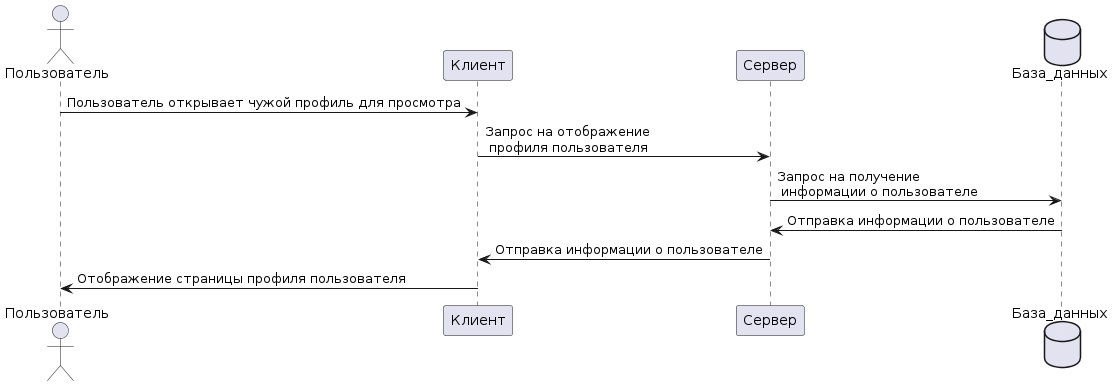 Пользователь
Клиент
Сервер
База_данных
Пользователь открывает чужой профиль для просмотра
Запрос на отображение
профиля пользователя
Запрос на получение
информации о пользователе
Отправка информации о пользователе
Отправка информации о пользователе
Отображение страницы профиля пользователя
Пользователь
Клиент
Сервер
База_данных